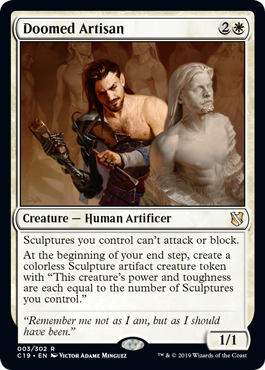 Doomed Artisan 2
Creature — Human Artificer
Sculptures you control can't attack or block.
At the beginning of your end step, create a
colorless Sculpture artifact creature token
with "This creature's power and toughness
are each equal to the number of Sculptures
you control."
"Remember me not as I am, but as I should
have been."
1/1
003/302 R
C19 • EN Victor Adame Minguez
™ & © 2019 Wizards of the Coast